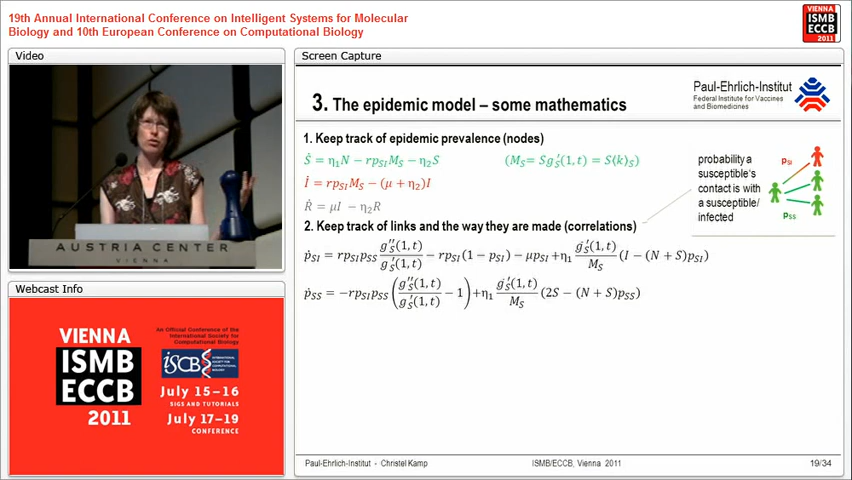 19th Annual International Conference on Intelligent Systems for Molecular
Biology and 10th European Conference on Computational Biology
VIENNA
ISMB
ECCB
2011
Video
AUSTRIA CENTER
VIENNA
Webcast Info
VIENNA
ISMB
ECCB
2011
An Official Conference of the
International Society for
Computational Biology
iSCB
INTERNATIONAL
SOCIETY FOR
COMPUTATIONAL
BIOLOGY
July 15–16
SIGS AND TUTORIALS
July 17–19
CONFERENCE
Screen Capture
3. The epidemic model – some mathematics
Paul-Ehrlich-Institut
Federal Institute for Vaccines
and Biomedicines
1. Keep track of epidemic prevalence (nodes)
Ṡ = η₁N − rp_SI M_S − η₂S (M_S = Sg′_S(1,t) = S⟨k⟩_S)
İ = rp_SI M_S − (μ + η₂)I
Ṙ = μI − η₂R
probability a
susceptible's
contact is with
a susceptible/
infected
p_SI
p_SS
2. Keep track of links and the way they are made (correlations)
ṗ_SI = rp_SI p_SS g″_S(1,t)/g′_S(1,t) − rp_SI(1 − p_SI) − μp_SI + η₁ ġ′_S(1,t)/M_S (I − (N + S)p_SI)
ṗ_SS = −rp_SI p_SS (g″_S(1,t)/g′_S(1,t) − 1) + η₁ ġ′_S(1,t)/M_S (2S − (N + S)p_SS)
Paul-Ehrlich-Institut - Christel Kamp ISMB/ECCB, Vienna 2011 19/34